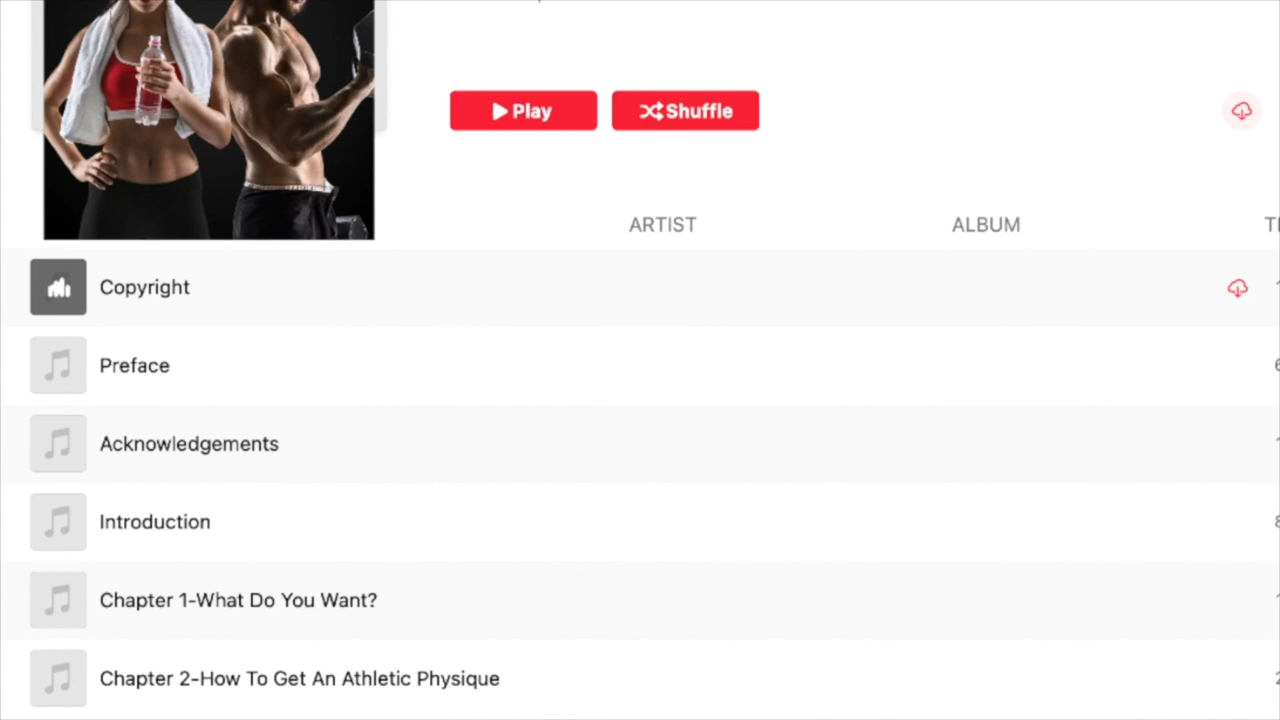 Play
Shuffle
ARTIST
ALBUM
Copyright
Preface
Acknowledgements
Introduction
Chapter 1-What Do You Want?
Chapter 2-How To Get An Athletic Physique